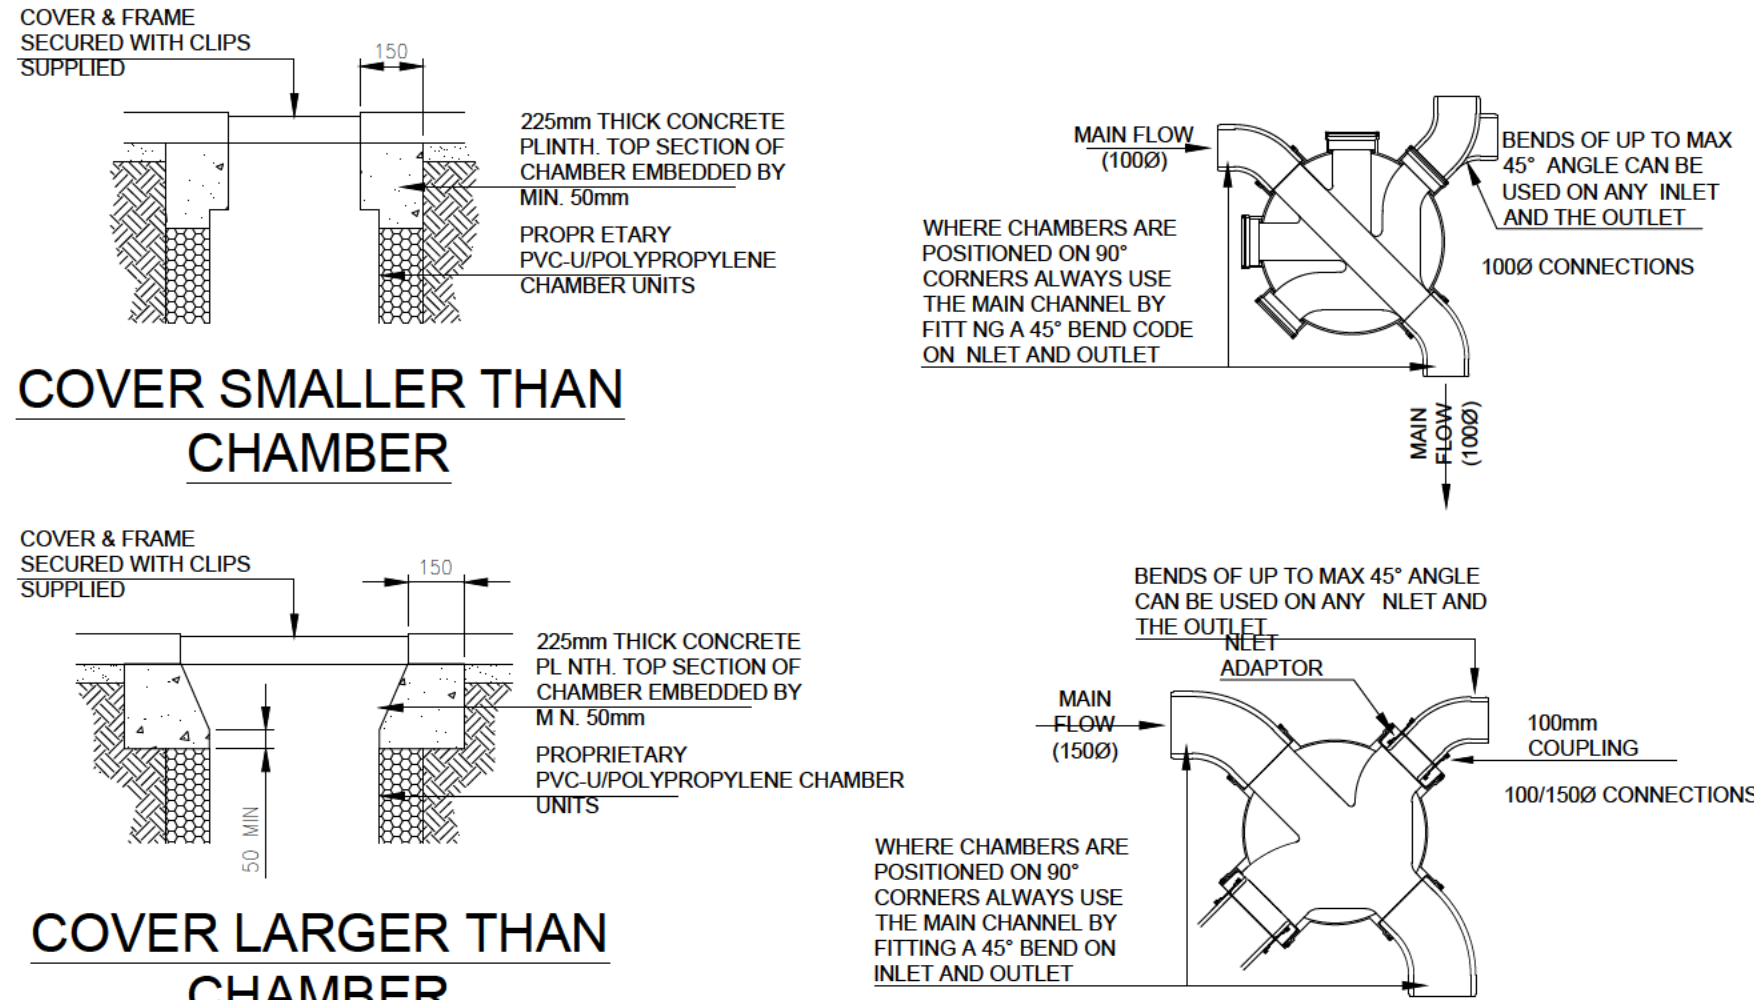 COVER & FRAME
SECURED WITH CLIPS
SUPPLIED
150
225mm THICK CONCRETE
PLINTH. TOP SECTION OF
CHAMBER EMBEDDED BY
MIN. 50mm
PROPR ETARY
PVC-U/POLYPROPYLENE
CHAMBER UNITS
COVER SMALLER THAN
CHAMBER
MAIN FLOW
(100Ø)
BENDS OF UP TO MAX
45° ANGLE CAN BE
USED ON ANY INLET
AND THE OUTLET
100Ø CONNECTIONS
WHERE CHAMBERS ARE
POSITIONED ON 90°
CORNERS ALWAYS USE
THE MAIN CHANNEL BY
FITT NG A 45° BEND CODE
ON NLET AND OUTLET
MAIN
FLOW
(100Ø)
COVER & FRAME
SECURED WITH CLIPS
SUPPLIED
150
225mm THICK CONCRETE
PL NTH. TOP SECTION OF
CHAMBER EMBEDDED BY
M N. 50mm
PROPRIETARY
PVC-U/POLYPROPYLENE CHAMBER
UNITS
50 MIN
COVER LARGER THAN
CHAMBER
BENDS OF UP TO MAX 45° ANGLE
CAN BE USED ON ANY NLET AND
THE OUTLET
NLET
ADAPTOR
MAIN
FLOW
(150Ø)
100mm
COUPLING
100/150Ø CONNECTIONS
WHERE CHAMBERS ARE
POSITIONED ON 90°
CORNERS ALWAYS USE
THE MAIN CHANNEL BY
FITTING A 45° BEND ON
INLET AND OUTLET